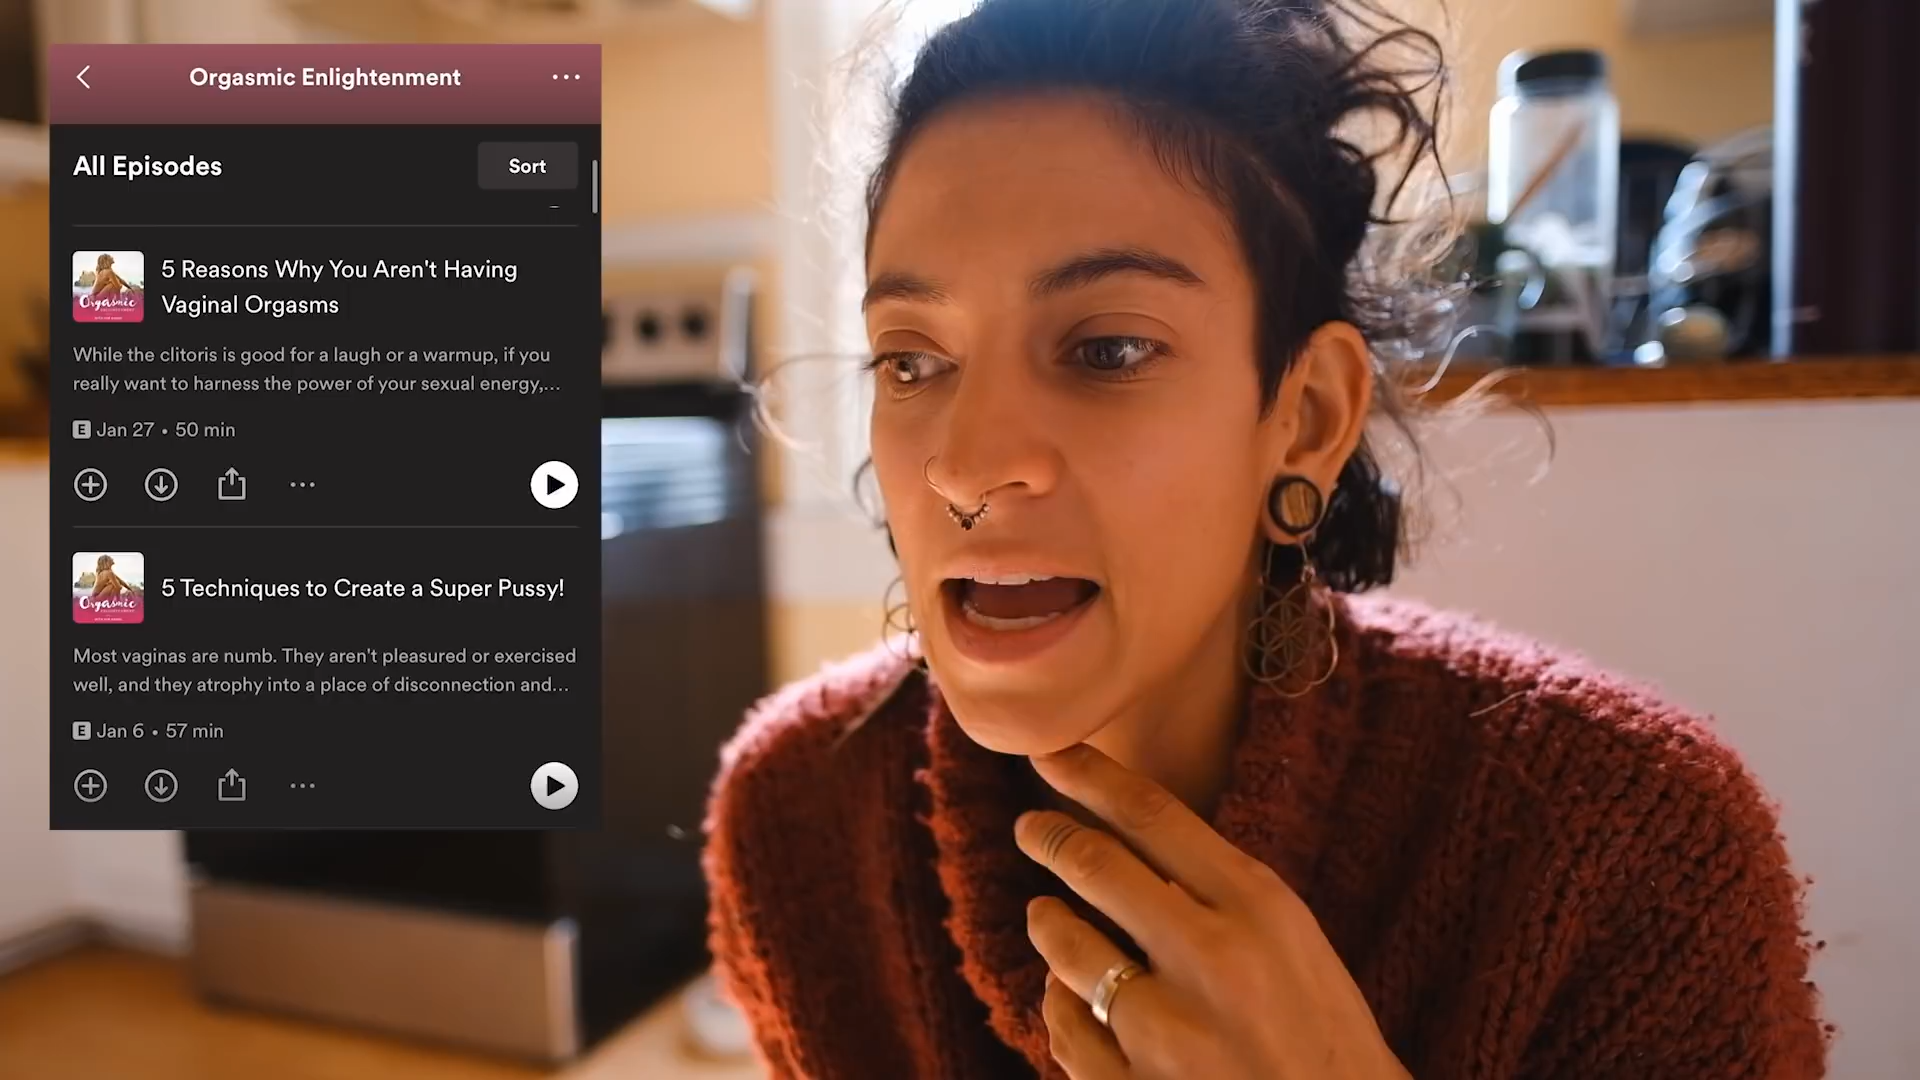 Orgasmic Enlightenment
All Episodes
Sort
Orgasmic
5 Reasons Why You Aren't Having
Vaginal Orgasms
While the clitoris is good for a laugh or a warmup, if you
really want to harness the power of your sexual energy,...
E Jan 27 • 50 min
Orgasmic
5 Techniques to Create a Super Pussy!
Most vaginas are numb. They aren't pleasured or exercised
well, and they atrophy into a place of disconnection and...
E Jan 6 • 57 min